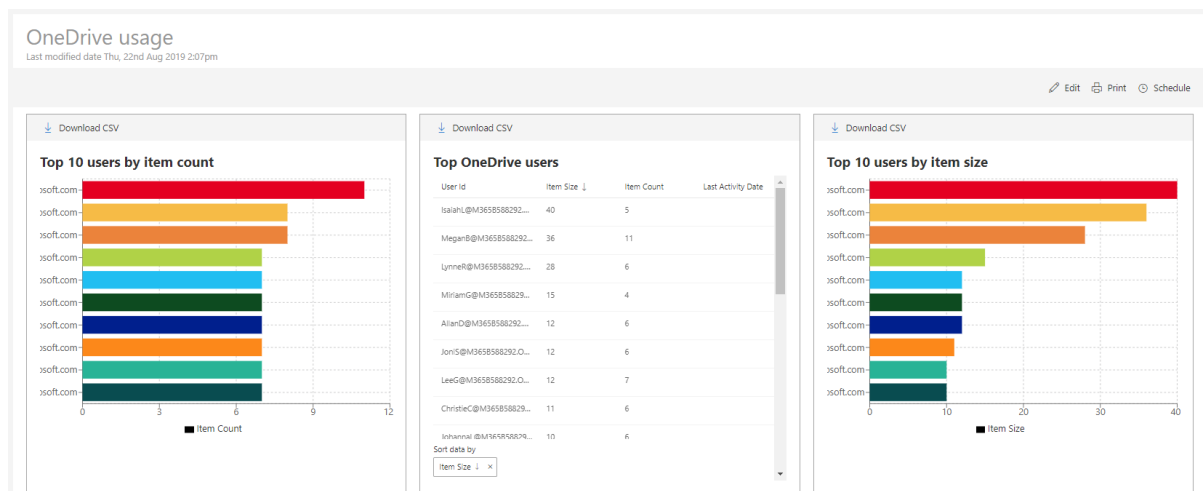 OneDrive usage
Last modified date Thu, 22nd Aug 2019 2:07pm
Edit Print Schedule
Download CSV
Top 10 users by item count
osoft.com
osoft.com
osoft.com
osoft.com
osoft.com
osoft.com
osoft.com
osoft.com
osoft.com
osoft.com
0 3 6 9 12
Item Count
Download CSV
Top OneDrive users
User Id Item Size ↓ Item Count Last Activity Date
IsaiahL@M365B588292.... 40 5
MeganB@M365B588292... 36 11
LynneR@M365B588292.... 28 6
MiriamG@M365B58829... 15 4
AllanD@M365B588292.... 12 6
JoniS@M365B588292.O... 12 6
LeeG@M365B588292.O... 12 7
ChristieC@M365B58829... 11 6
JohannaL@M365B58829... 10 6
Sort data by
Item Size ↓ ×
Download CSV
Top 10 users by item size
osoft.com
osoft.com
osoft.com
osoft.com
osoft.com
osoft.com
osoft.com
osoft.com
osoft.com
osoft.com
0 10 20 30 40
Item Size